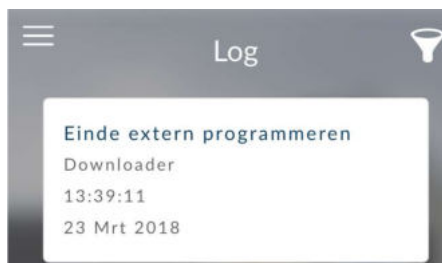 Log
Einde extern programmeren
Downloader
13:39:11
23 Mrt 2018